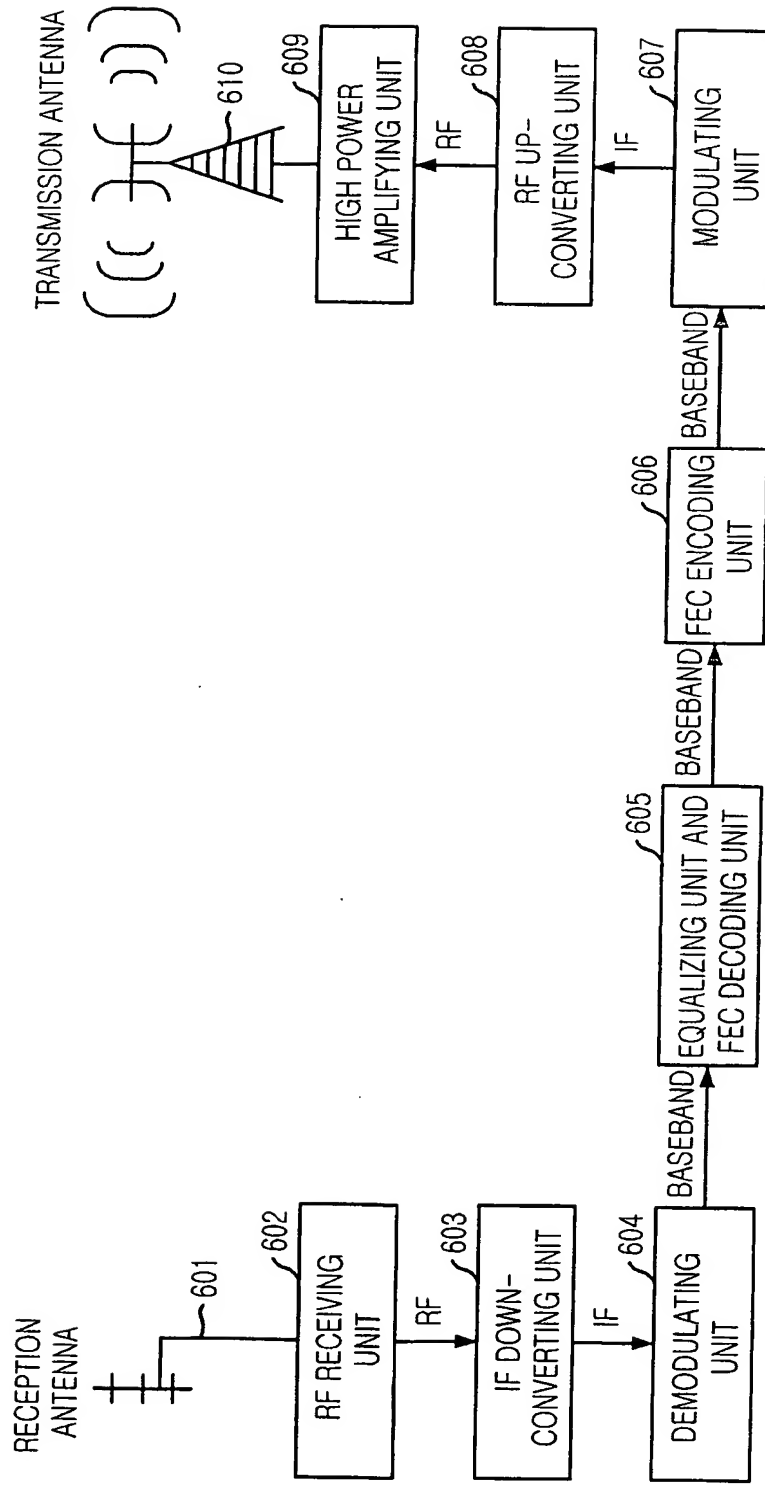 RECEPTION
ANTENNA
601
602
RF RECEIVING
UNIT
RF
603
IF DOWN-
CONVERTING UNIT
IF
604
DEMODULATING
UNIT
BASEBAND
605
EQUALIZING UNIT AND
FEC DECODING UNIT
BASEBAND
606
FEC ENCODING
UNIT
BASEBAND
607
MODULATING
UNIT
IF
608
RF UP-
CONVERTING UNIT
RF
609
HIGH POWER
AMPLIFYING UNIT
610
TRANSMISSION ANTENNA